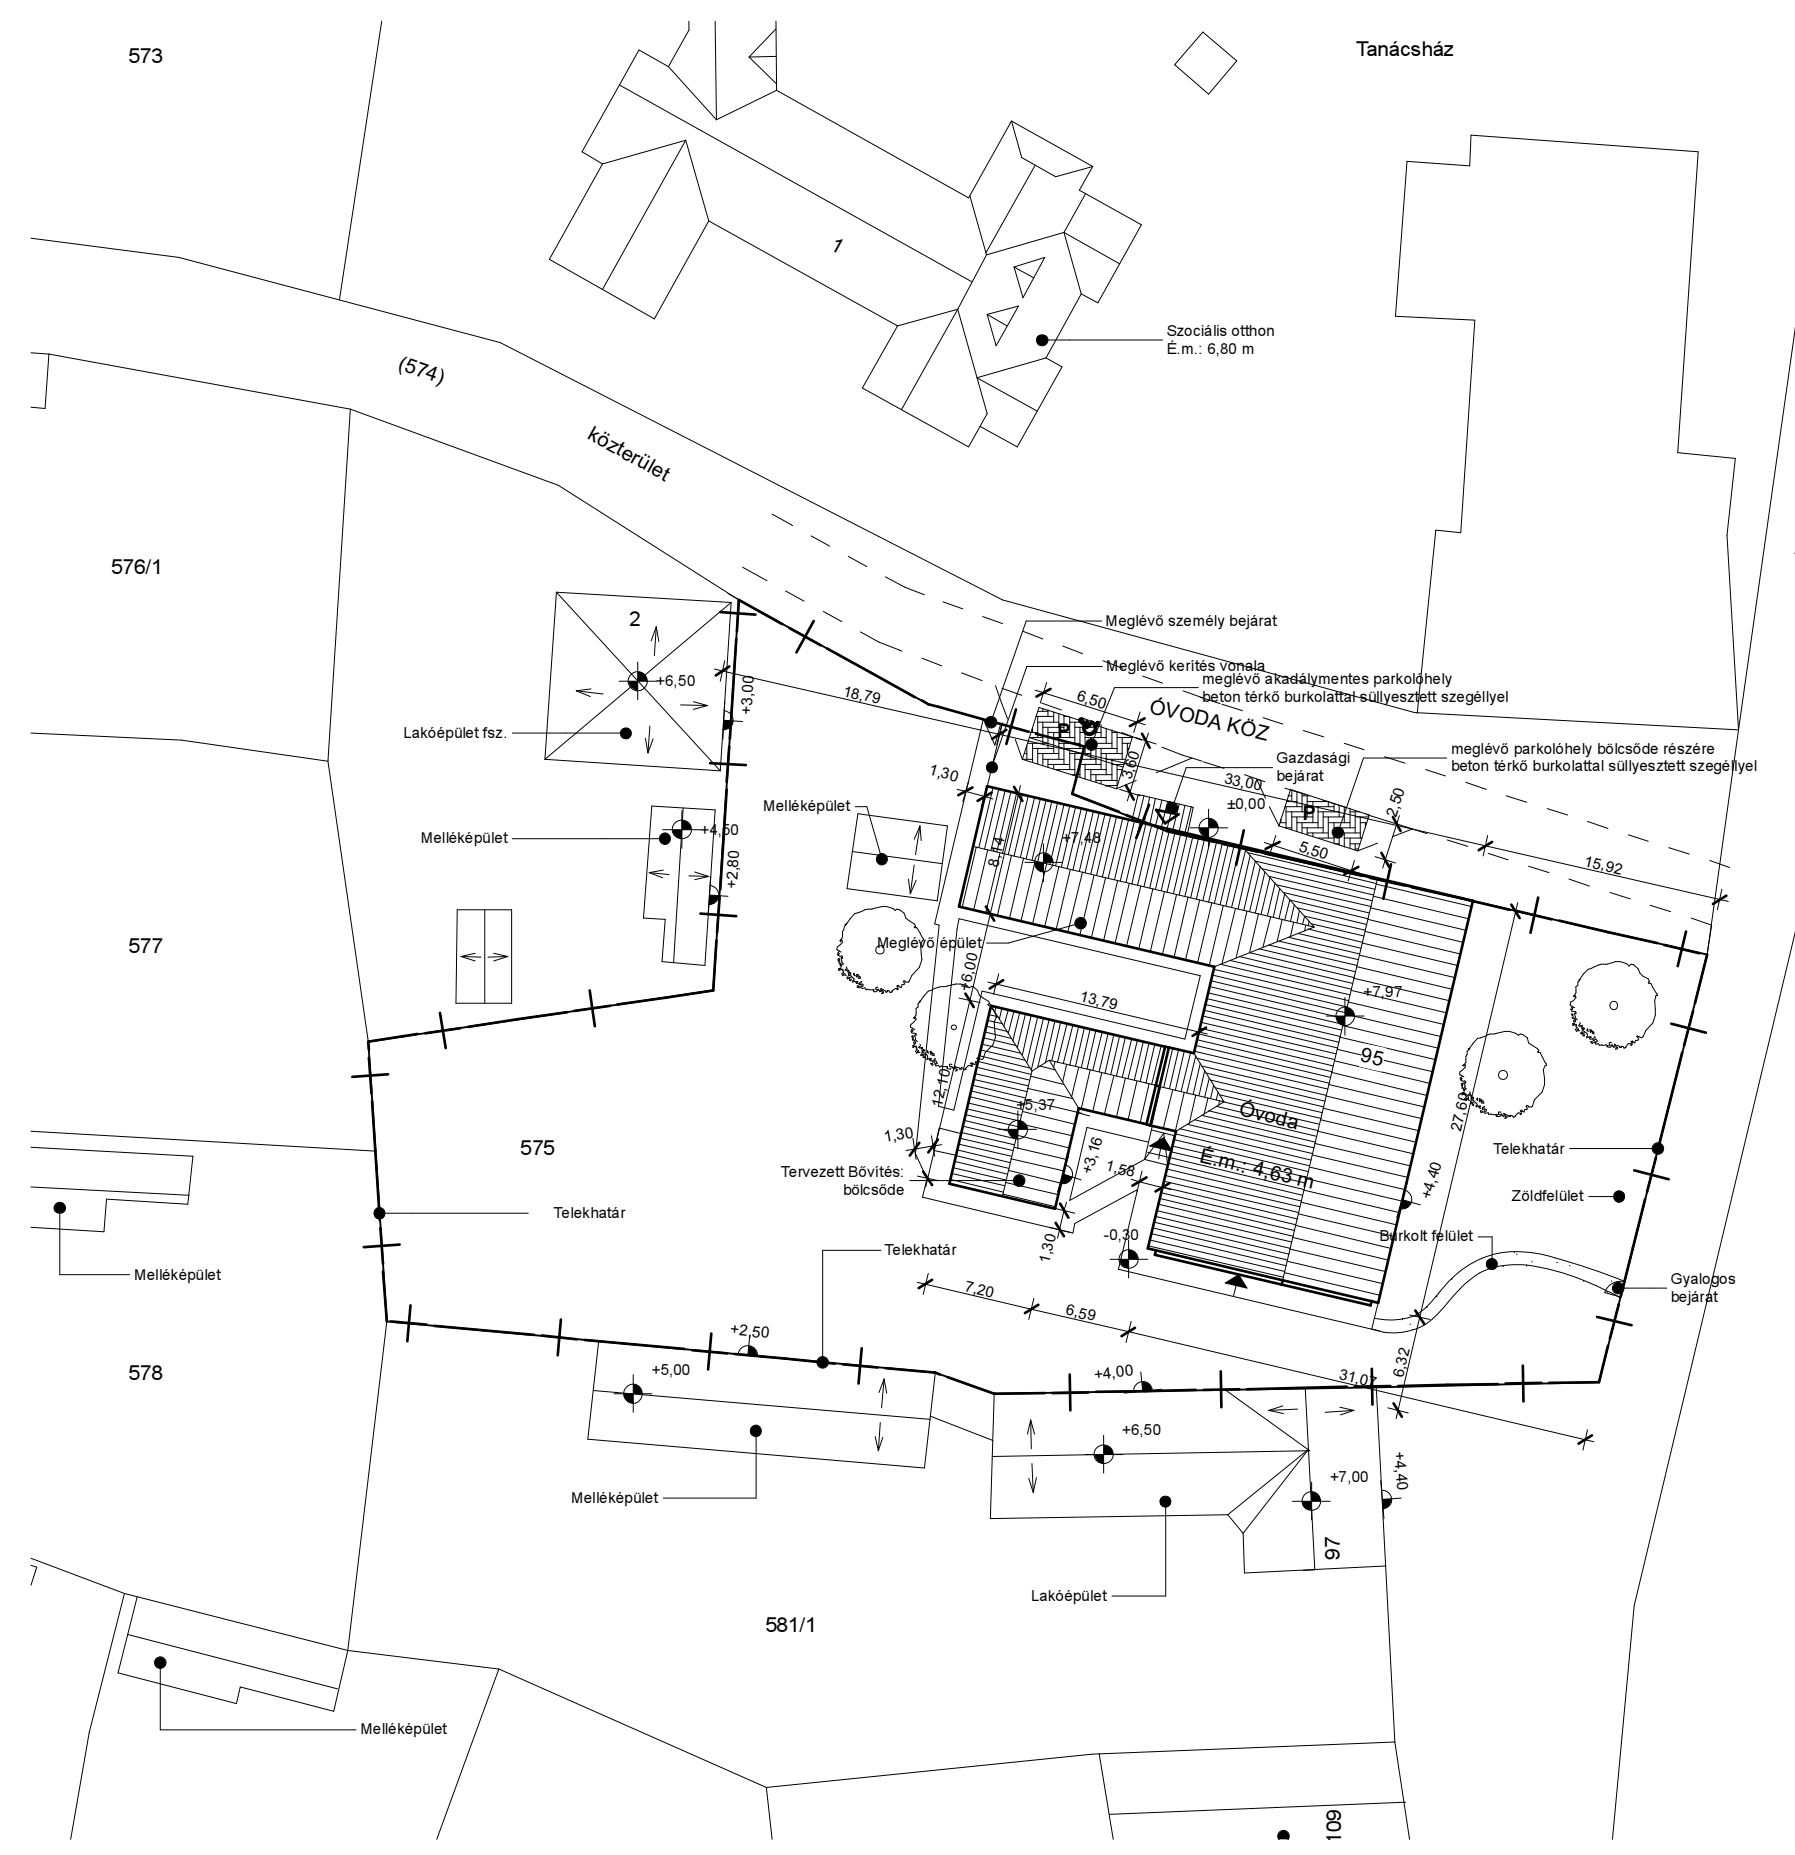 573
Tanácsház
1
Szociális otthon
É.m.: 6,80 m
(574)
közterület
576/1
2
+6,50
+3,00
Lakóépület fsz.
18,79
Meglévő személy bejárat
Meglévő kerítés vonala
meglévő akadálymentes parkolóhely
beton térkő burkolattal süllyesztett szegéllyel
6,50
ÓVODA KÖZ
P
3,60
Gazdasági
bejárat
meglévő parkolóhely bölcsőde részére
beton térkő burkolattal süllyesztett szegéllyel
1,30
33,00
±0,00
P
2,50
Melléképület
Melléképület
+4,50
+2,80
8,14
+7,48
5,50
15,92
577
Meglévő épület
+6,00
13,79
+7,97
95
12,10
+5,37
Óvoda
27,60
575
1,30
+3,16
1,58
É.m.: 4,63 m
+4,40
Telekhatár
Tervezett Bővítés:
bölcsőde
Zöldfelület
Telekhatár
-0,30
Burkolt felület
1,30
Telekhatár
Melléképület
Gyalogos
bejárat
7,20
6,59
+2,50
6,32
578
+5,00
+4,00
31,07
+6,50
+7,00
+4,40
Melléképület
97
Lakóépület
581/1
Melléképület
109